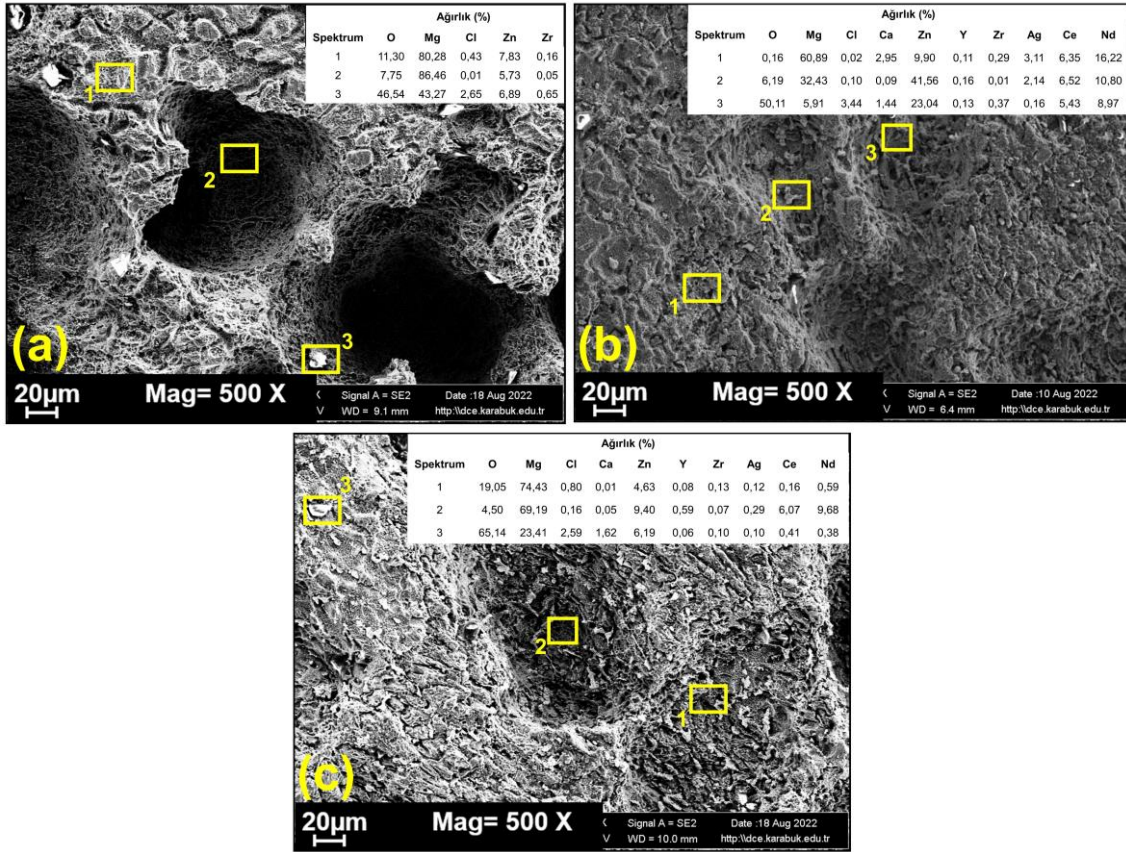 Ağırlık (%)
Spektrum O Mg Cl Zn Zr
1 11,30 80,28 0,43 7,83 0,16
2 7,75 86,46 0,01 5,73 0,05
3 46,54 43,27 2,65 6,89 0,65
1
2
3
(a)
20µm
Mag= 500 X
Signal A = SE2 Date :18 Aug 2022
V WD = 9.1 mm http:\\dce.karabuk.edu.tr
Ağırlık (%)
Spektrum O Mg Cl Ca Zn Y Zr Ag Ce Nd
1 0,16 60,89 0,02 2,95 9,90 0,11 0,29 3,11 6,35 16,22
2 6,19 32,43 0,10 0,09 41,56 0,16 0,01 2,14 6,52 10,80
3 50,11 5,91 3,44 1,44 23,04 0,13 0,37 0,16 5,43 8,97
3
2
1
(b)
20µm
Mag= 500 X
Signal A = SE2 Date :10 Aug 2022
V WD = 6.4 mm http:\\dce.karabuk.edu.tr
Ağırlık (%)
Spektrum O Mg Cl Ca Zn Y Zr Ag Ce Nd
1 19,05 74,43 0,80 0,01 4,63 0,08 0,13 0,12 0,16 0,59
2 4,50 69,19 0,16 0,05 9,40 0,59 0,07 0,29 6,07 9,68
3 65,14 23,41 2,59 1,62 6,19 0,06 0,10 0,10 0,41 0,38
3
2
1
(c)
20µm
Mag= 500 X
Signal A = SE2 Date :18 Aug 2022
V WD = 10.0 mm http:\\dce.karabuk.edu.tr